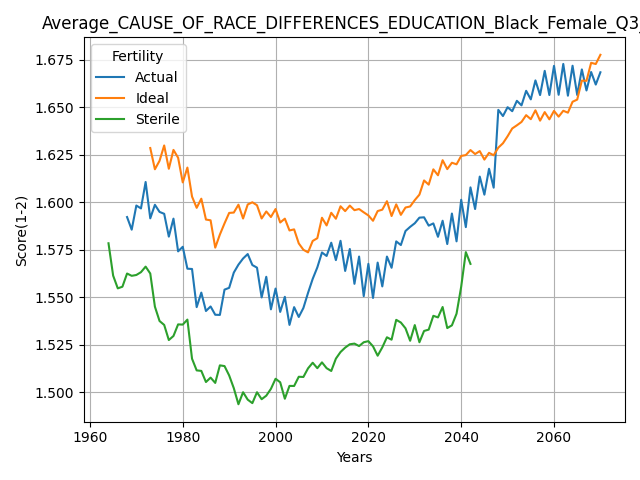 Average_CAUSE_OF_RACE_DIFFERENCES_EDUCATION_Black_Female_Q3_
Fertility
Actual
Ideal
Sterile
Score(1-2)
1.675
1.650
1.625
1.600
1.575
1.550
1.525
1.500
1960
1980
2000
2020
2040
2060
Years